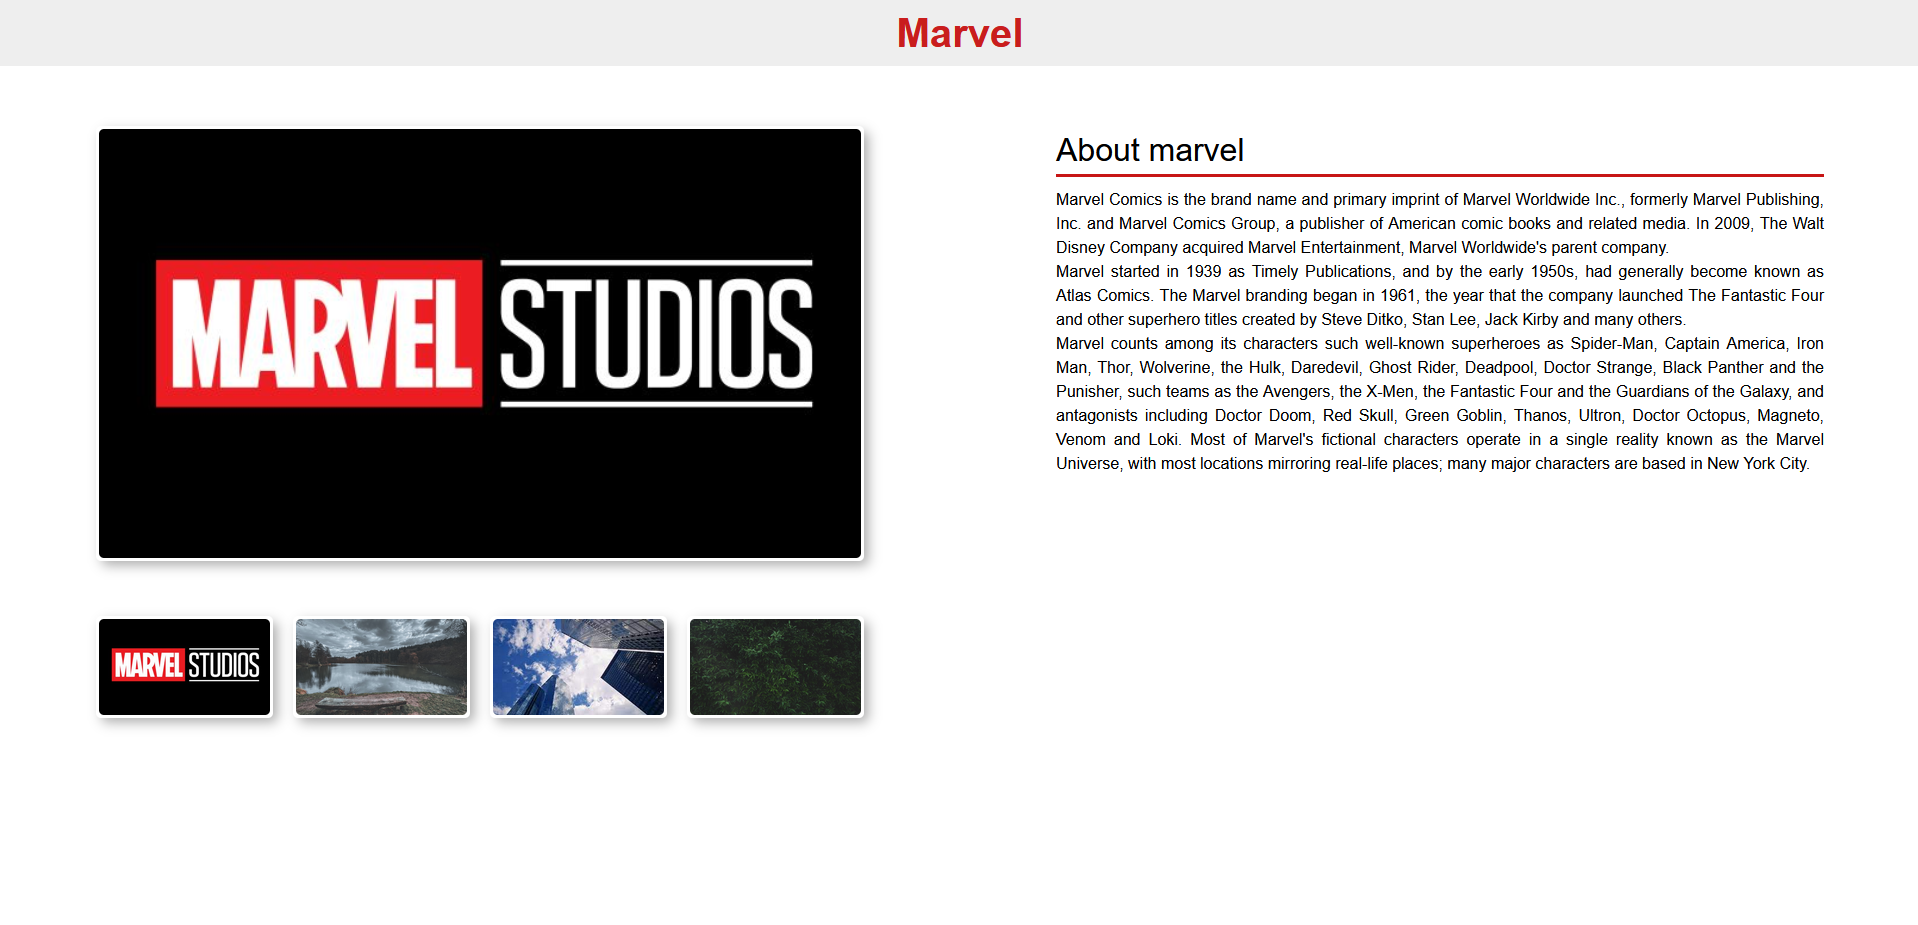 Marvel
MARVEL STUDIOS
About marvel
Marvel Comics is the brand name and primary imprint of Marvel Worldwide Inc., formerly Marvel Publishing,
Inc. and Marvel Comics Group, a publisher of American comic books and related media. In 2009, The Walt
Disney Company acquired Marvel Entertainment, Marvel Worldwide's parent company.
Marvel started in 1939 as Timely Publications, and by the early 1950s, had generally become known as
Atlas Comics. The Marvel branding began in 1961, the year that the company launched The Fantastic Four
and other superhero titles created by Steve Ditko, Stan Lee, Jack Kirby and many others.
Marvel counts among its characters such well-known superheroes as Spider-Man, Captain America, Iron
Man, Thor, Wolverine, the Hulk, Daredevil, Ghost Rider, Deadpool, Doctor Strange, Black Panther and the
Punisher, such teams as the Avengers, the X-Men, the Fantastic Four and the Guardians of the Galaxy, and
antagonists including Doctor Doom, Red Skull, Green Goblin, Thanos, Ultron, Doctor Octopus, Magneto,
Venom and Loki. Most of Marvel's fictional characters operate in a single reality known as the Marvel
Universe, with most locations mirroring real-life places; many major characters are based in New York City.
MARVEL STUDIOS